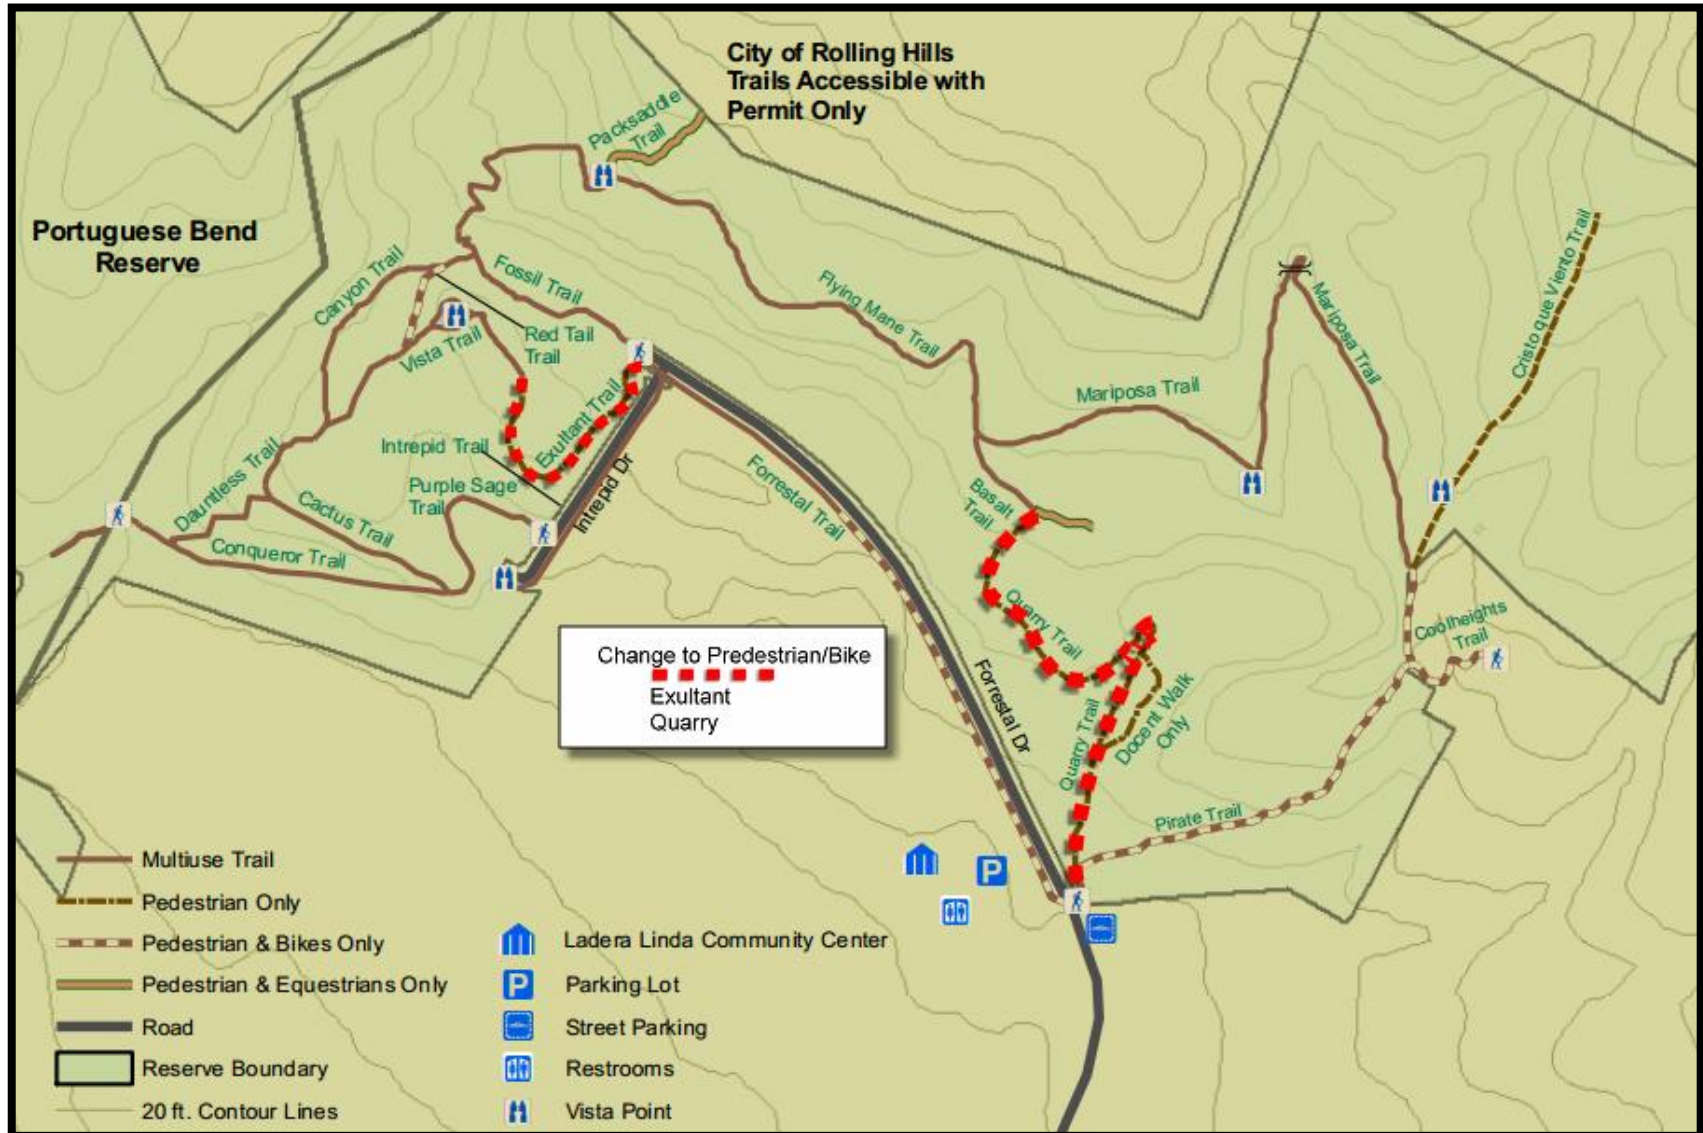 City of Rolling Hills
Trails Accessible with
Permit Only
Packsaddle
Trail
Portuguese Bend
Reserve
Canyon Trail
Fossil Trail
Red Tail
Trail
Vista Trail
Flying Mane Trail
Mariposa Trail
Mariposa Trail
Cristo que Viento Trail
Exultant Trail
Intrepid Trail
Purple Sage
Trail
Intrepid Dr
Dauntless Trail
Cactus Trail
Conqueror Trail
Forrestal Trail
Basalt
Trail
Quarry Trail
Coolheights
Trail
Forrestal Dr
Quarry Trail
Docent Walk
Only
Pirate Trail
Change to Predestrian/Bike
Exultant
Quarry
Multiuse Trail
Pedestrian Only
Pedestrian & Bikes Only
Pedestrian & Equestrians Only
Road
Reserve Boundary
20 ft. Contour Lines
Ladera Linda Community Center
P
P
Parking Lot
Street Parking
Restrooms
Vista Point